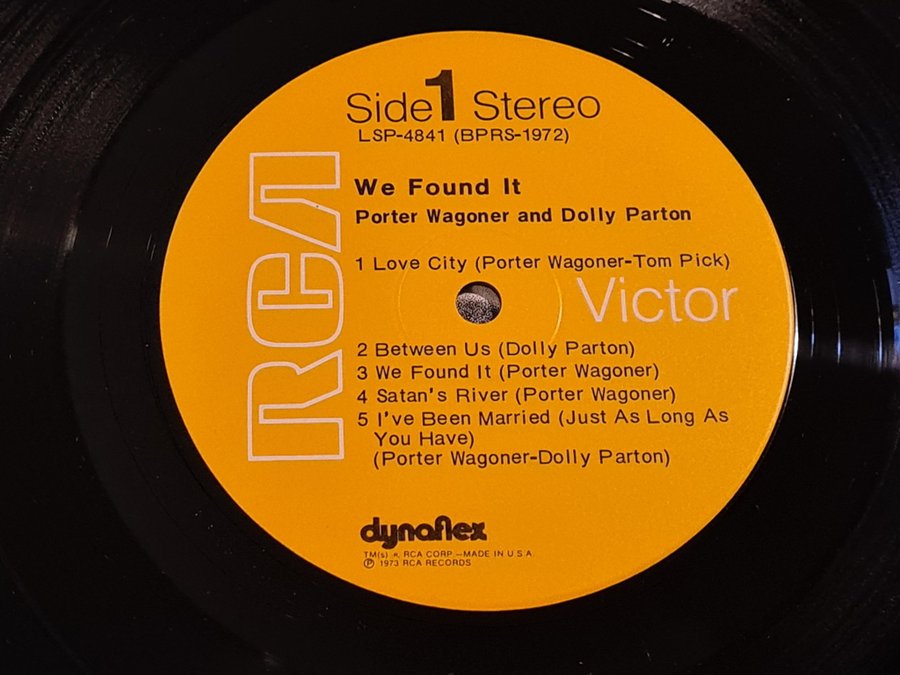 Side 1 Stereo
LSP-4841 (BPRS-1972)
RCA
We Found It
Porter Wagoner and Dolly Parton
1 Love City (Porter Wagoner-Tom Pick)
Victor
2 Between Us (Dolly Parton)
3 We Found It (Porter Wagoner)
4 Satan's River (Porter Wagoner)
5 I've Been Married (Just As Long As
You Have)
(Porter Wagoner-Dolly Parton)
dynaflex
TM(s) ®, RCA CORP.—MADE IN U.S.A.
℗ 1973 RCA RECORDS